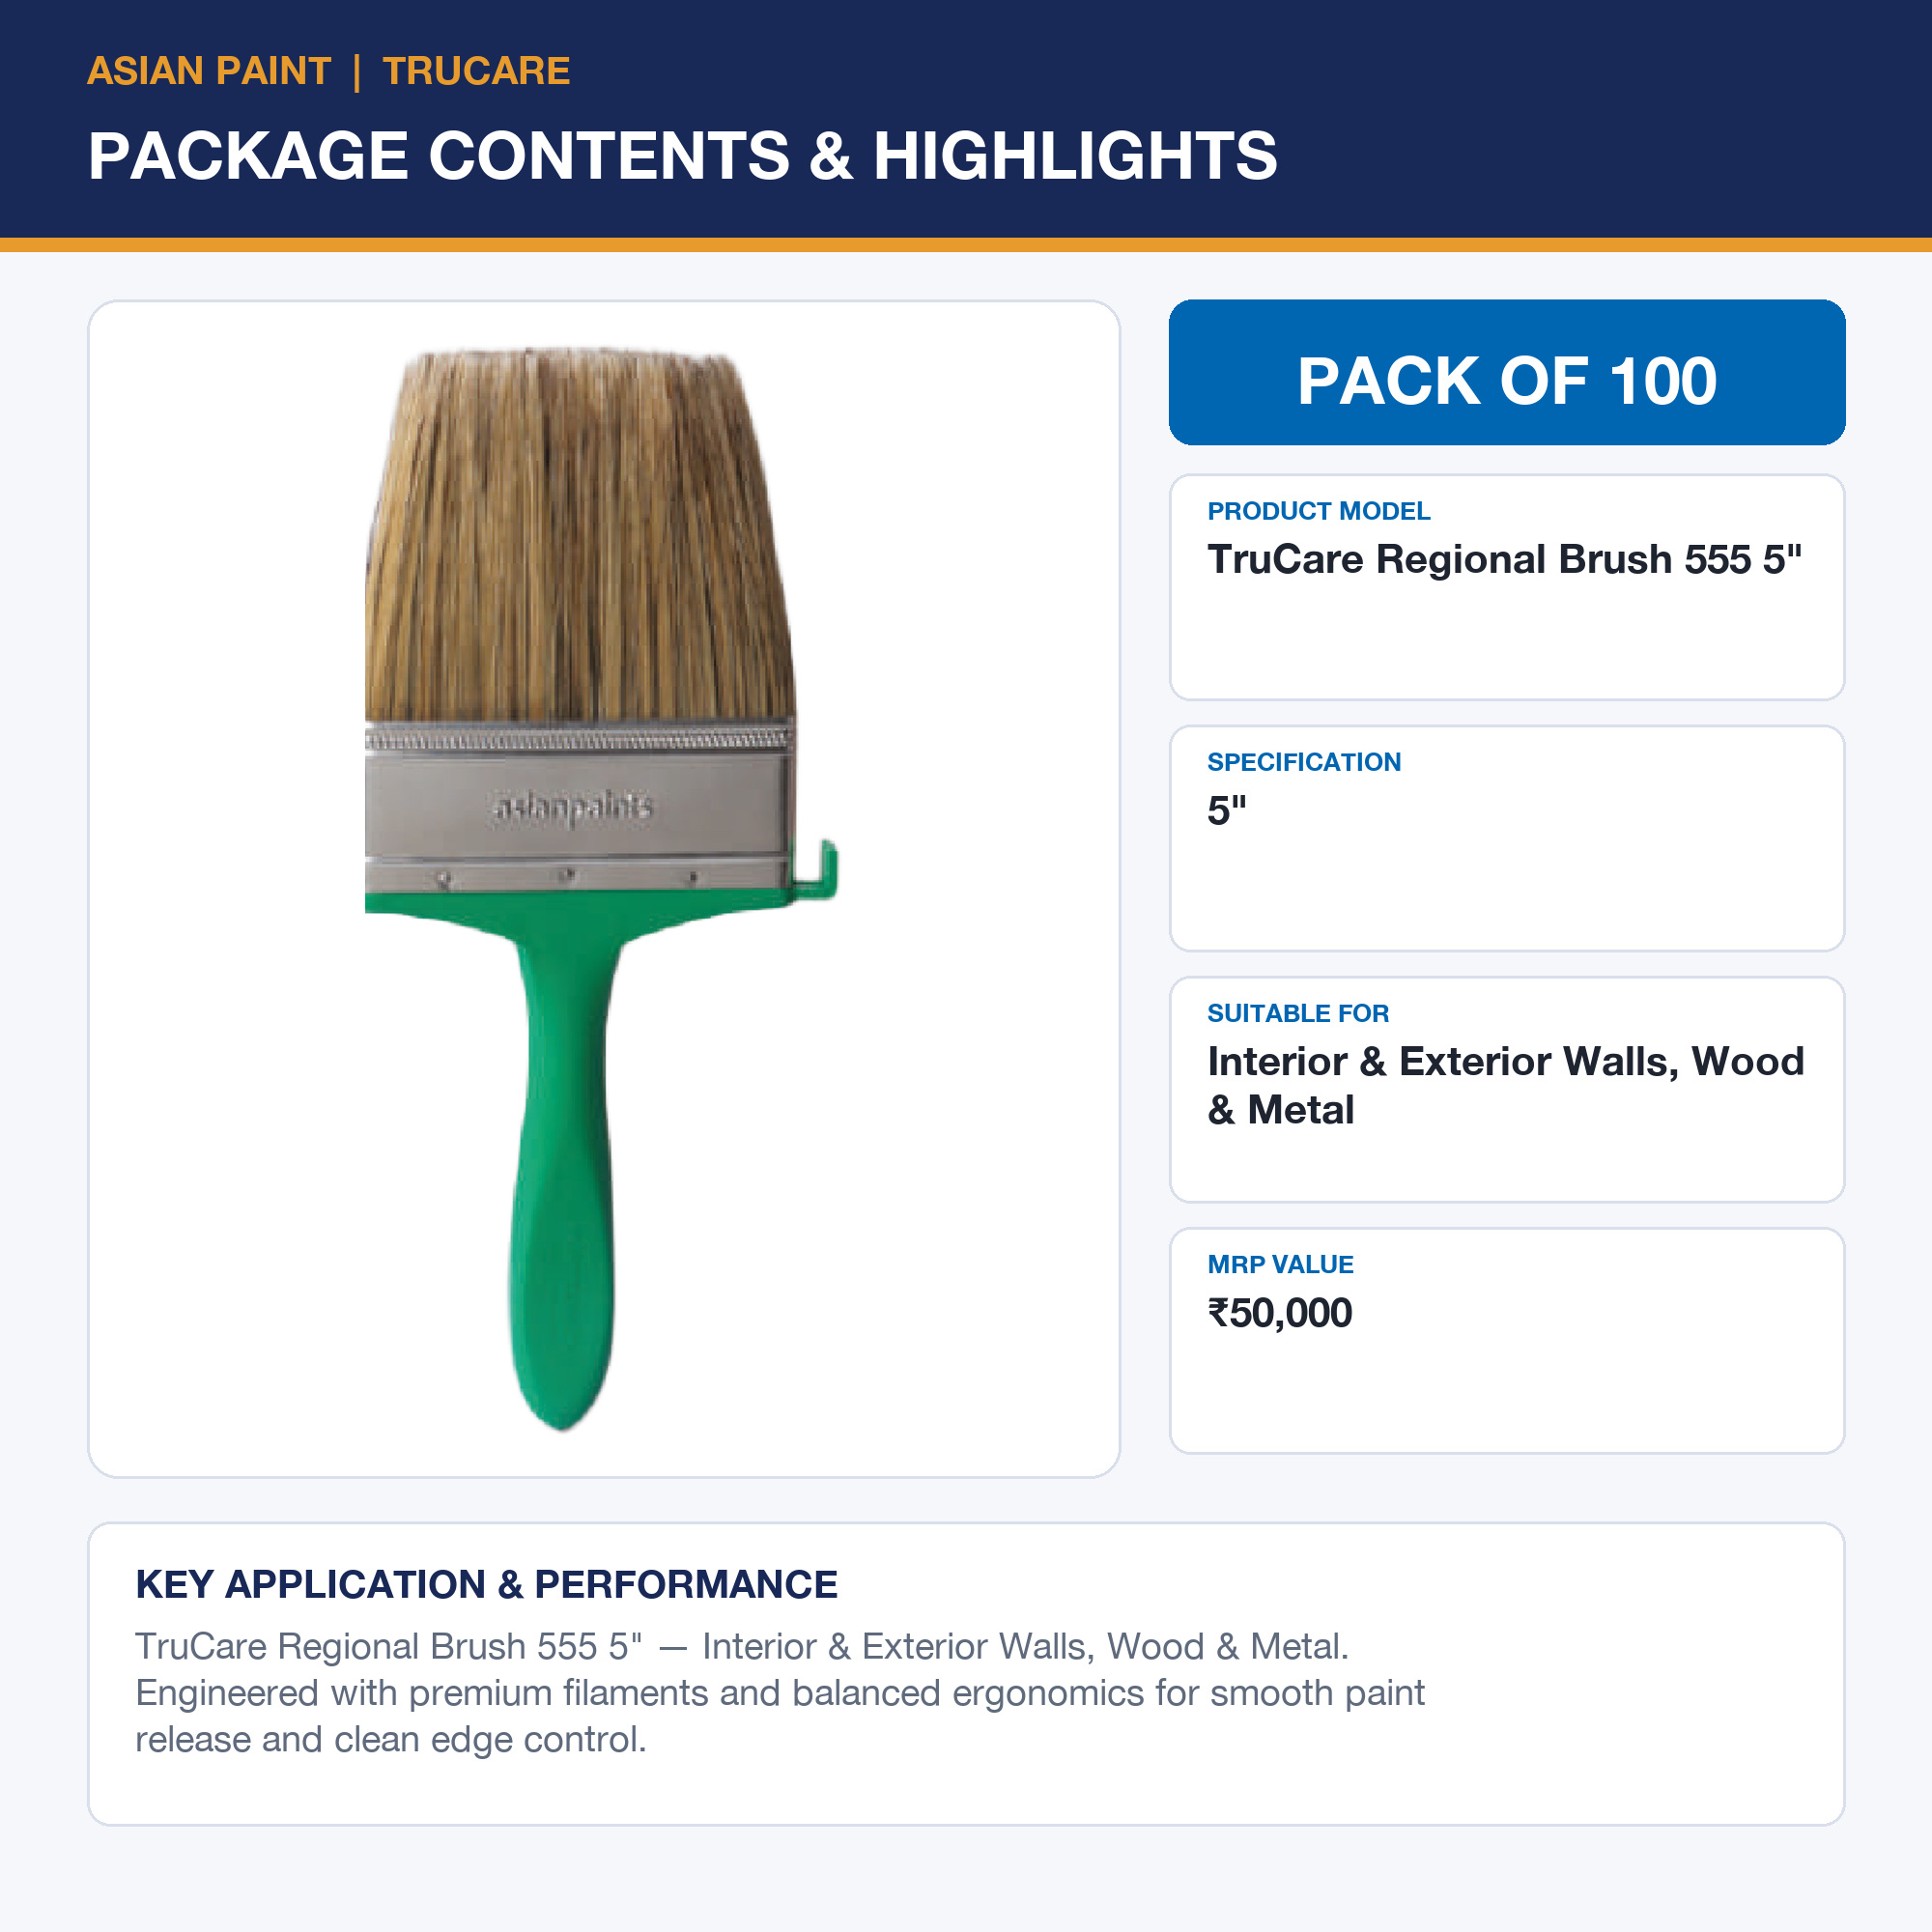 ASIAN PAINT | TRUCARE
PACKAGE CONTENTS & HIGHLIGHTS
asianpaints
PACK OF 100
PRODUCT MODEL
TruCare Regional Brush 555 5"
SPECIFICATION
5"
SUITABLE FOR
Interior & Exterior Walls, Wood
& Metal
MRP VALUE
₹50,000
KEY APPLICATION & PERFORMANCE
TruCare Regional Brush 555 5" — Interior & Exterior Walls, Wood & Metal.
Engineered with premium filaments and balanced ergonomics for smooth paint
release and clean edge control.